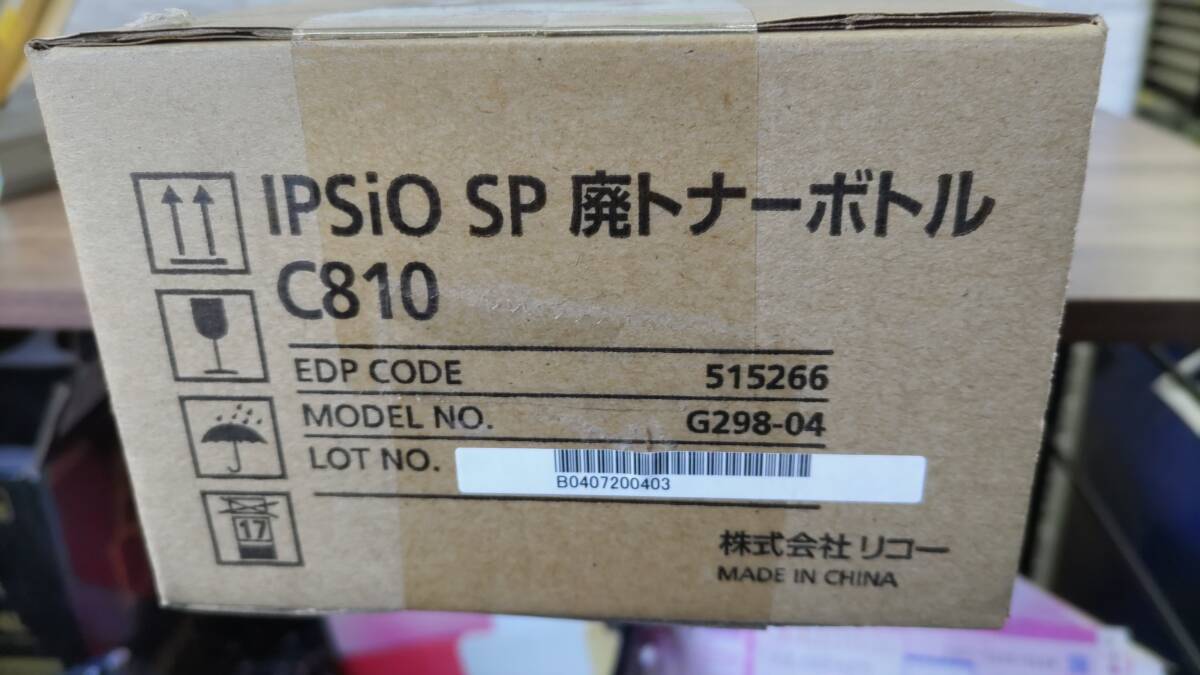 IPSiO SP 廃トナーボトル
C810
EDP CODE 515266
MODEL NO. G298-04
LOT NO. B0407200403
17
株式会社 リコー
MADE IN CHINA